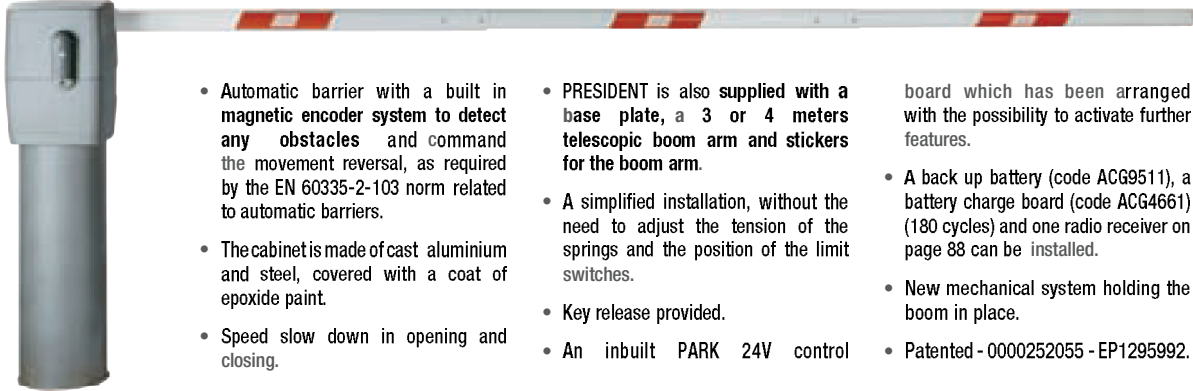 • Automatic barrier with a built in
magnetic encoder system to detect
any obstacles and command
the movement reversal, as required
by the EN 60335-2-103 norm related
to automatic barriers.
• The cabinet is made of cast aluminium
and steel, covered with a coat of
epoxide paint.
• Speed slow down in opening and
closing.
• PRESIDENT is also supplied with a
base plate, a 3 or 4 meters
telescopic boom arm and stickers
for the boom arm.
• A simplified installation, without the
need to adjust the tension of the
springs and the position of the limit
switches.
• Key release provided.
• An inbuilt PARK 24V control
board which has been arranged
with the possibility to activate further
features.
• A back up battery (code ACG9511), a
battery charge board (code ACG4661)
(180 cycles) and one radio receiver on
page 88 can be installed.
• New mechanical system holding the
boom in place.
• Patented - 0000252055 - EP1295992.